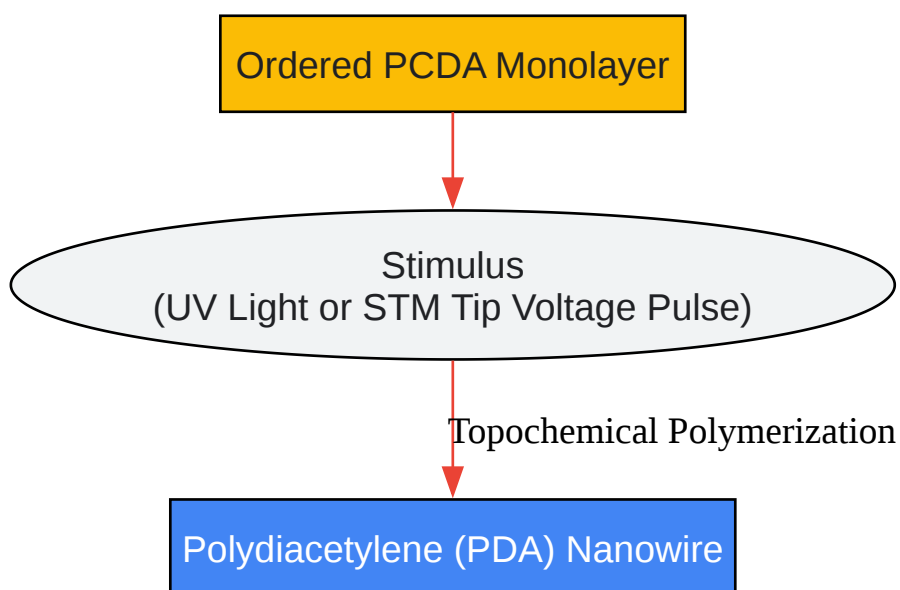 Ordered PCDA Monolayer
Stimulus
(UV Light or STM Tip Voltage Pulse)
Topochemical Polymerization
Polydiacetylene (PDA) Nanowire